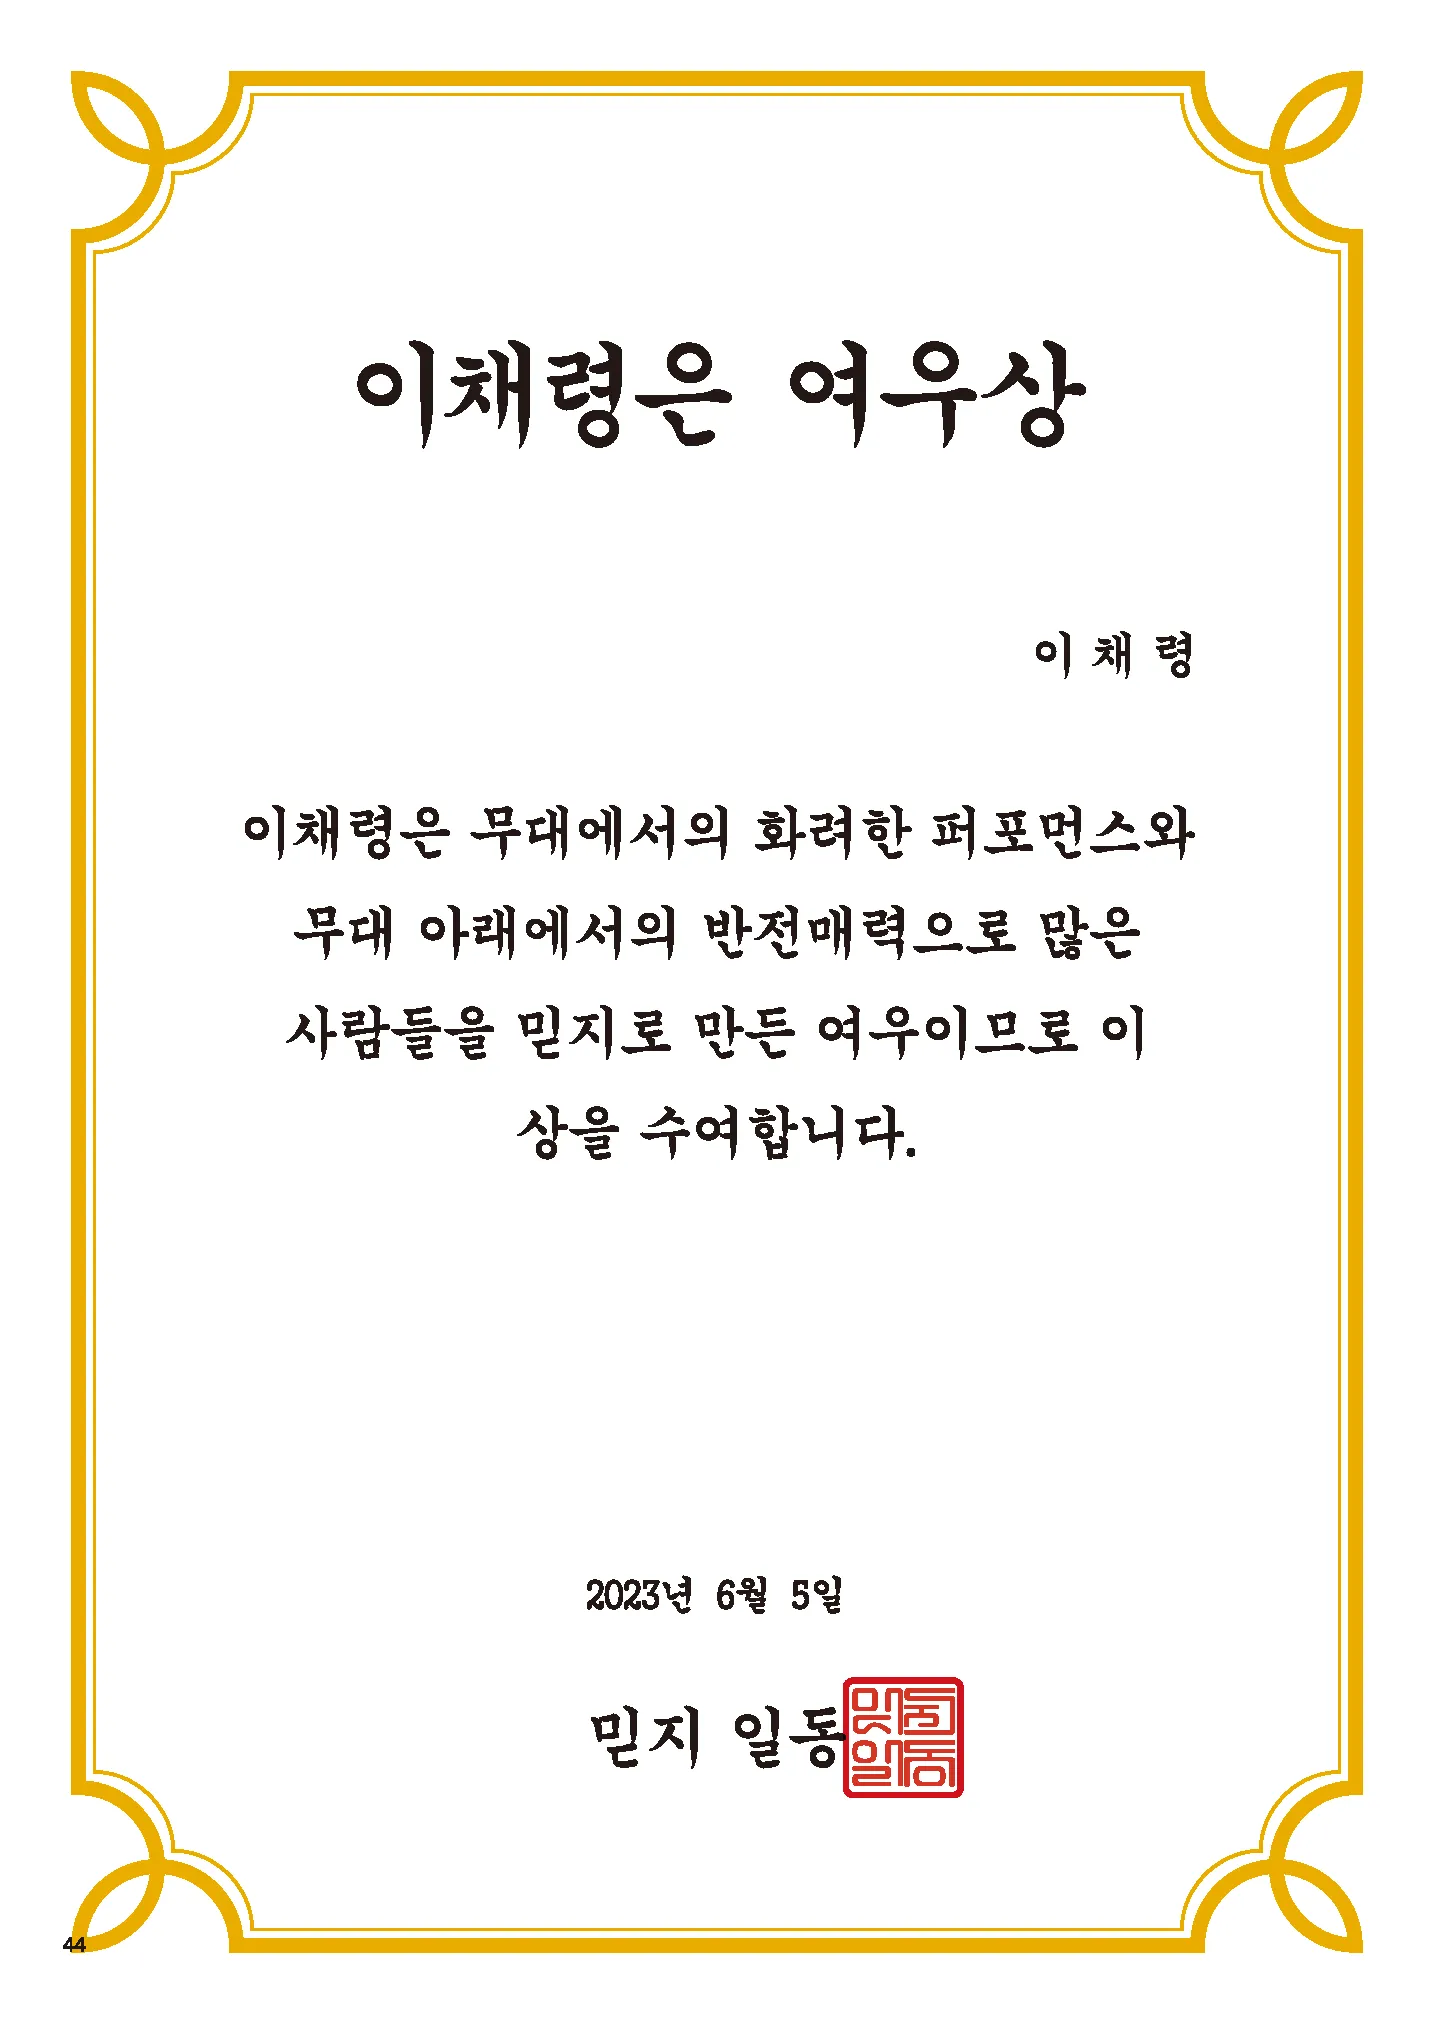 이채령은 여우상
이 채 령
이채령은 무대에서의 화려한 퍼포먼스와
무대 아래에서의 반전매력으로 많은
사람들을 믿지로 만든 여우이므로 이
상을 수여합니다.
2023년 6월 5일
믿지 일동
44